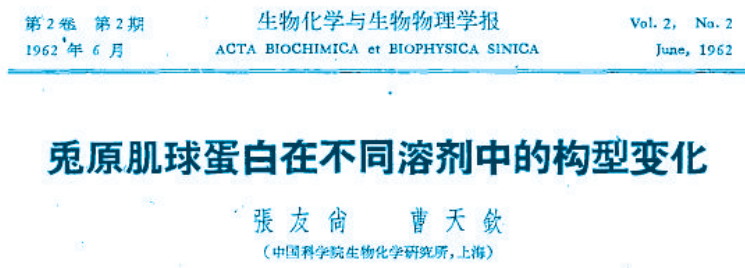 第2卷 第2期 生物化学与生物物理学报 Vol. 2, No. 2
1962年6月 ACTA BIOCHIMICA et BIOPHYSICA SINICA June, 1962
兎原肌球蛋白在不同溶剂中的构型变化
張友尙 曹天欽
(中国科学院生物化学研究所,上海)